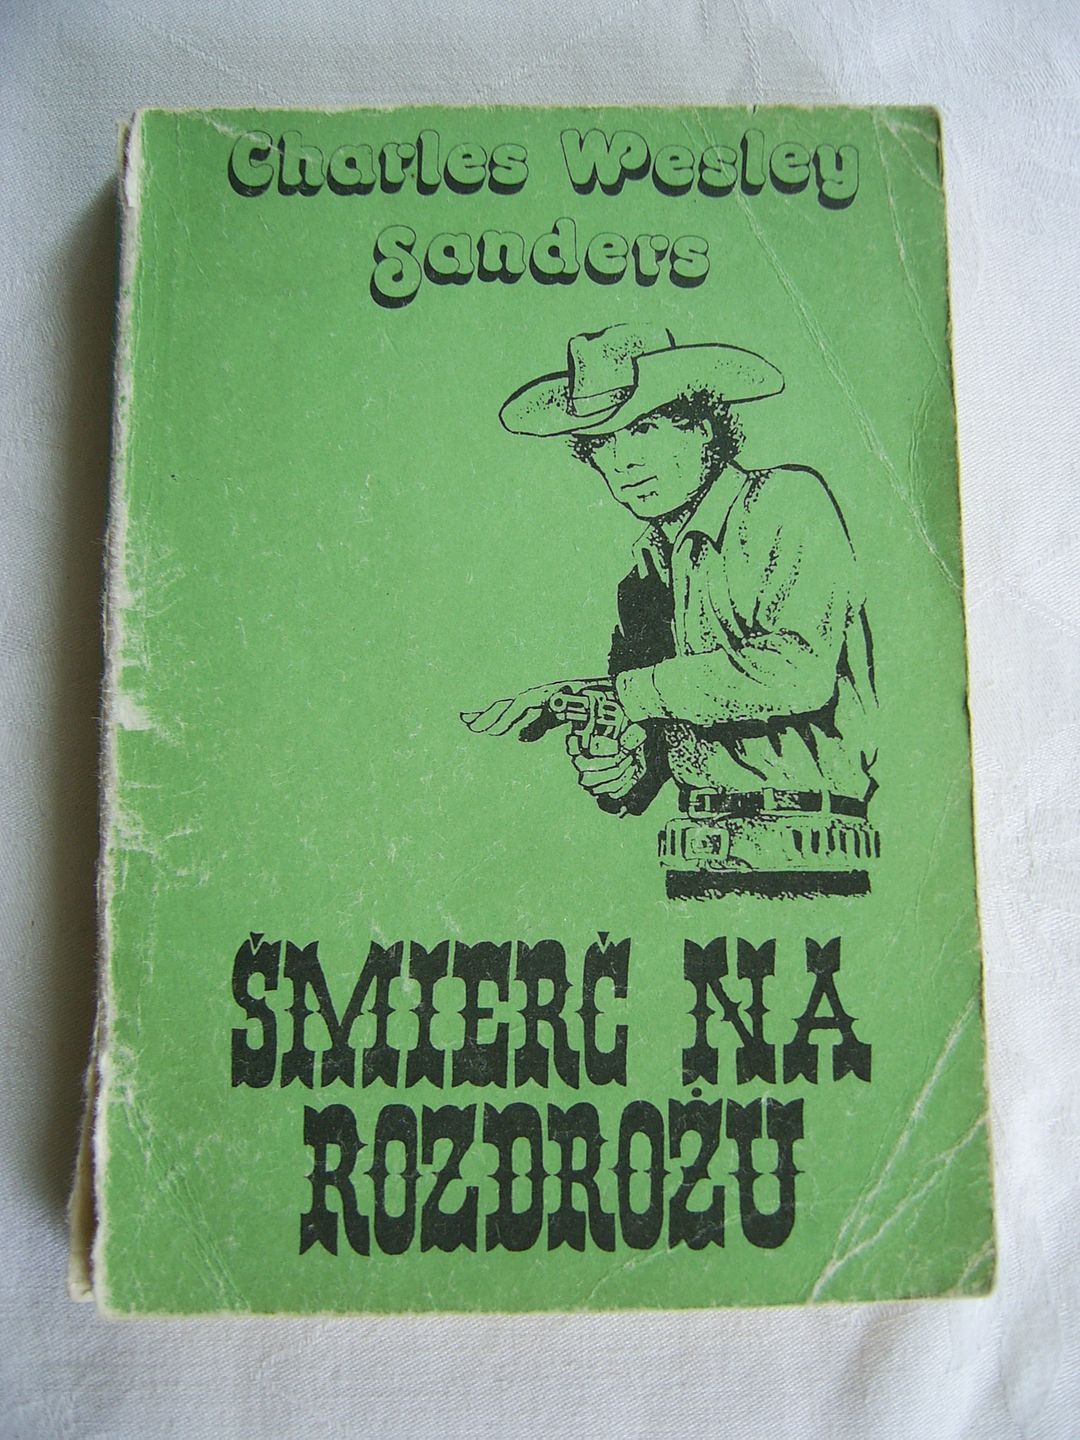 Charles Wesley
Sanders
ŚMIERĆ NA
ROZDROŻU